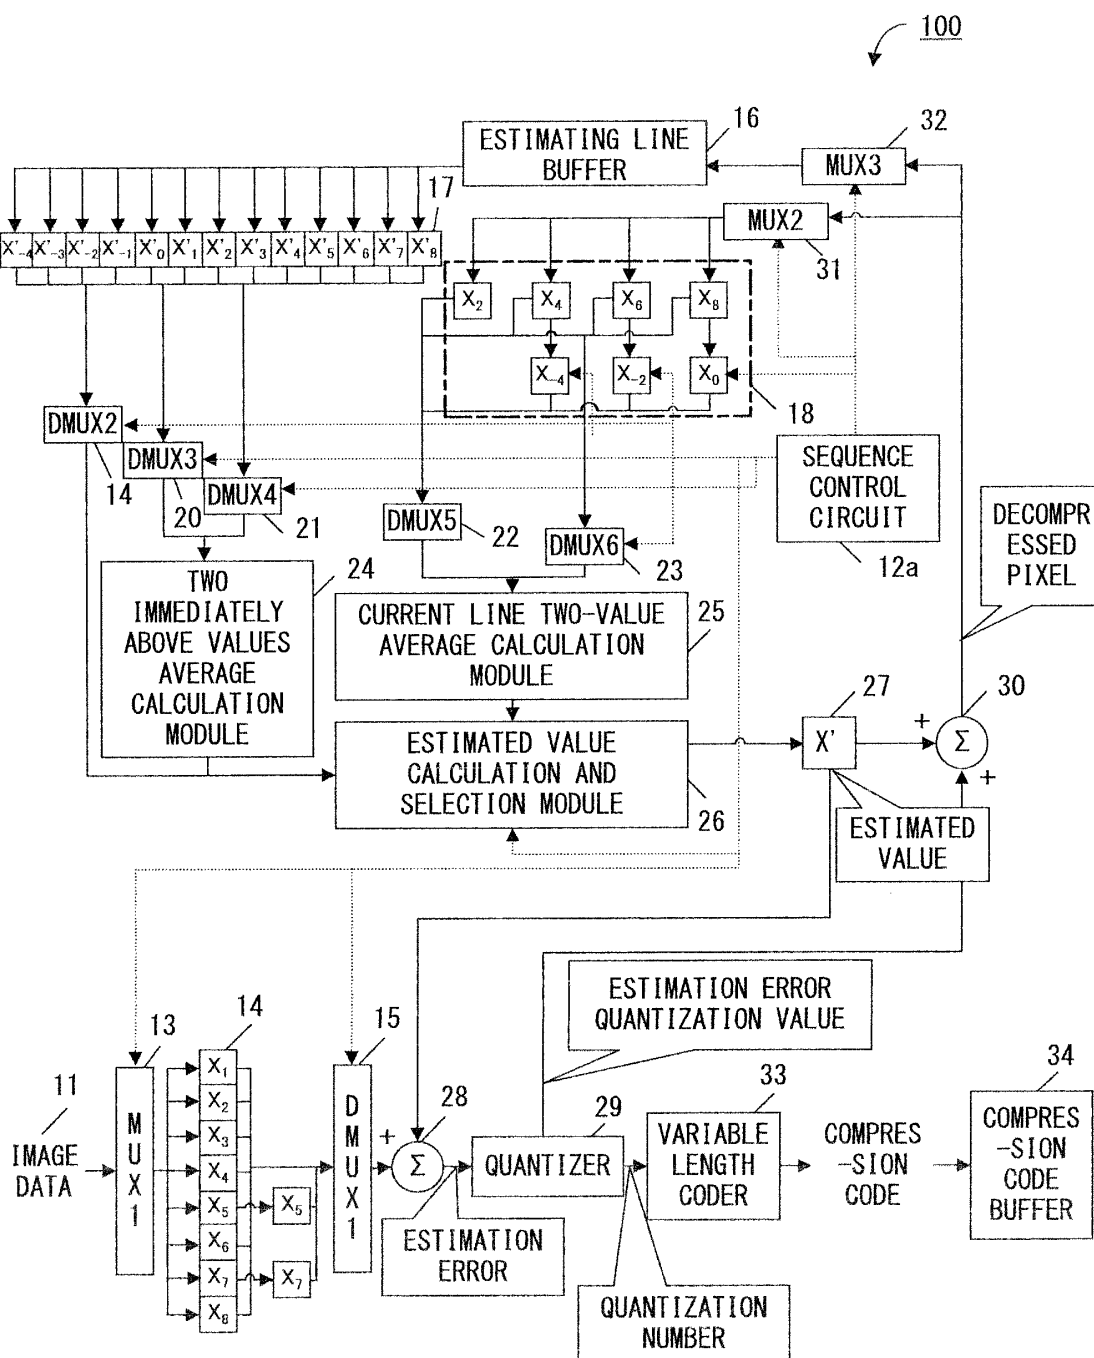 100
16
32
ESTIMATING LINE
BUFFER
MUX3
17
X'₋₄ X'₋₃ X'₋₂ X'₋₁ X'₀ X'₁ X'₂ X'₃ X'₄ X'₅ X'₆ X'₇ X'₈
MUX2
31
X₂ X₄ X₆ X₈
X₋₄ X₋₂ X₀
18
DMUX2
14
DMUX3
20
DMUX4
21
DMUX5
22
DMUX6
23
SEQUENCE
CONTROL
CIRCUIT
12a
DECOMPR
ESSED
PIXEL
24
TWO
IMMEDIATELY
ABOVE VALUES
AVERAGE
CALCULATION
MODULE
25
CURRENT LINE TWO-VALUE
AVERAGE CALCULATION
MODULE
ESTIMATED VALUE
CALCULATION AND
SELECTION MODULE
26
27
X'
30
+
Σ
+
ESTIMATED
VALUE
ESTIMATION ERROR
QUANTIZATION VALUE
11
IMAGE
DATA
13
MUX1
14
X₁
X₂
X₃
X₄
X₅
X₆
X₇
X₈
X₅
X₇
15
DMUX1
+
28
Σ
ESTIMATION
ERROR
29
QUANTIZER
QUANTIZATION
NUMBER
33
VARIABLE
LENGTH
CODER
COMPRES
-SION
CODE
34
COMPRES
-SION
CODE
BUFFER